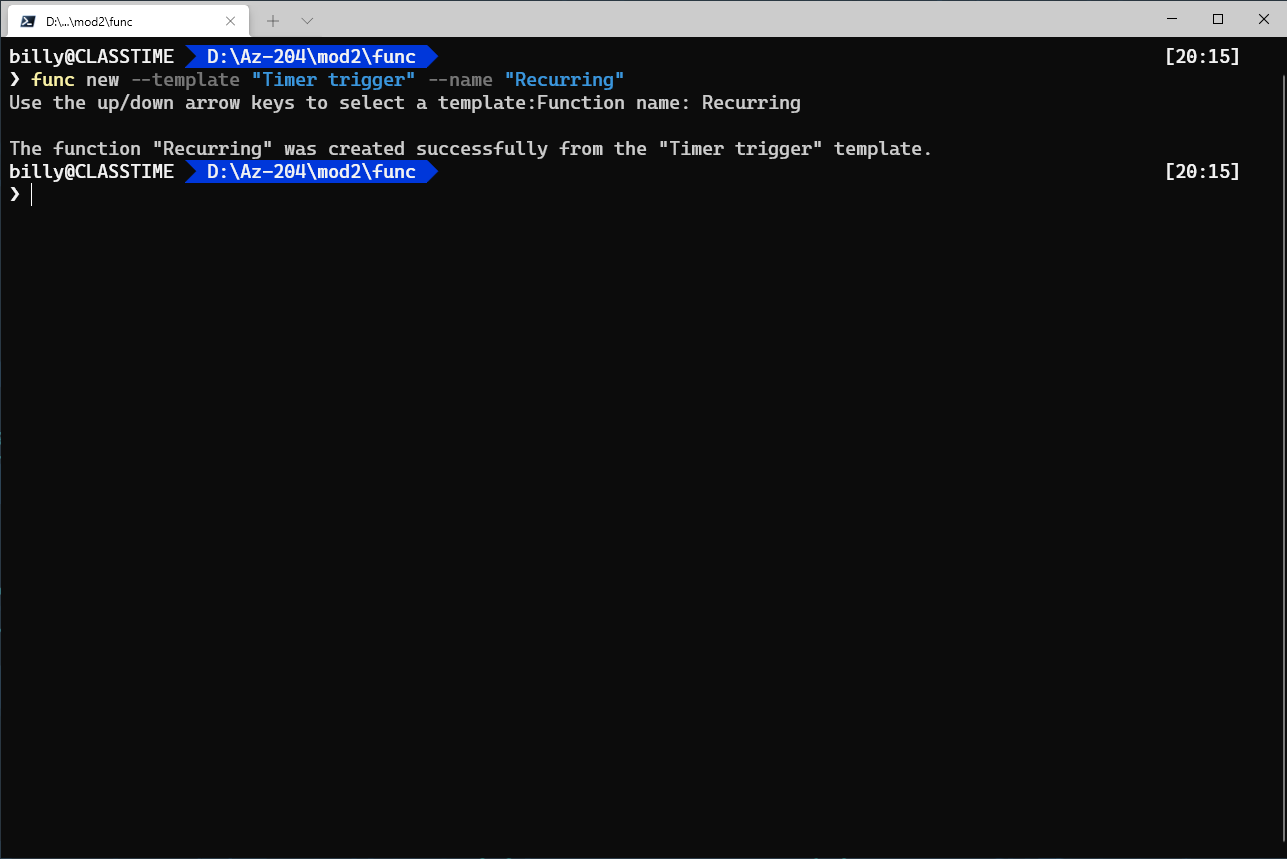 D:\...\mod2\func
billy@CLASSTIME D:\Az-204\mod2\func [20:15]
❯ func new --template "Timer trigger" --name "Recurring"
Use the up/down arrow keys to select a template:Function name: Recurring
The function "Recurring" was created successfully from the "Timer trigger" template.
billy@CLASSTIME D:\Az-204\mod2\func [20:15]
❯